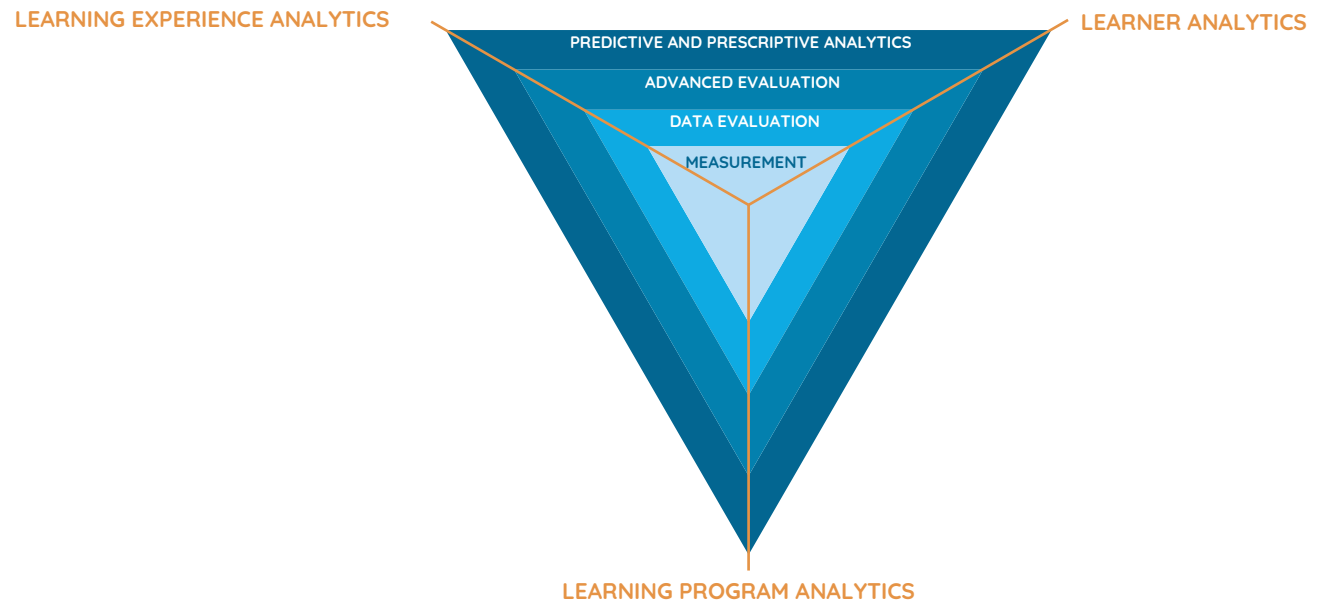 LEARNING EXPERIENCE ANALYTICS
LEARNER ANALYTICS
PREDICTIVE AND PRESCRIPTIVE ANALYTICS
ADVANCED EVALUATION
DATA EVALUATION
MEASUREMENT
LEARNING PROGRAM ANALYTICS